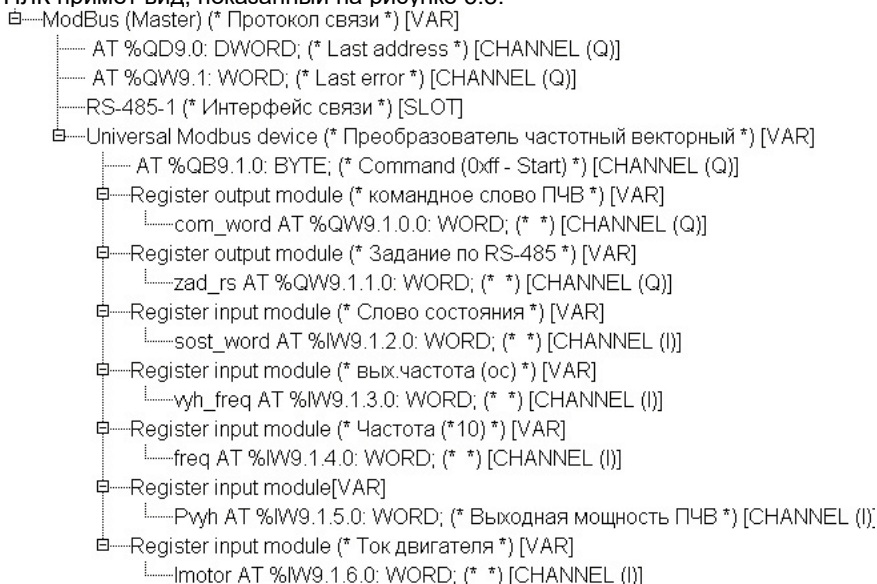 ПЛК примет вид, показанный на рисунке
ModBus (Master) (* Протокол связи *) [VAR]
AT %QD9.0: DWORD; (* Last address *) [CHANNEL (Q)]
AT %QW9.1: WORD; (* Last error *) [CHANNEL (Q)]
RS-485-1 (* Интерфейс связи *) [SLOT]
Universal Modbus device (* Преобразователь частотный векторный *) [VAR]
AT %QB9.1.0: BYTE; (* Command (0xff - Start) *) [CHANNEL (Q)]
Register output module (* командное слово ПЧВ *) [VAR]
com_word AT %QW9.1.0.0: WORD; (* *) [CHANNEL (Q)]
Register output module (* Задание по RS-485 *) [VAR]
zad_rs AT %QW9.1.1.0: WORD; (* *) [CHANNEL (Q)]
Register input module (* Слово состояния *) [VAR]
sost_word AT %IW9.1.2.0: WORD; (* *) [CHANNEL (I)]
Register input module (* вых.частота (ос) *) [VAR]
vyh_freq AT %IW9.1.3.0: WORD; (* *) [CHANNEL (I)]
Register input module (* Частота (*10) *) [VAR]
freq AT %IW9.1.4.0: WORD; (* *) [CHANNEL (I)]
Register input module[VAR]
Pvyh AT %IW9.1.5.0: WORD; (* Выходная мощность ПЧВ *) [CHANNEL (I)]
Register input module (* Ток двигателя *) [VAR]
Imotor AT %IW9.1.6.0: WORD; (* *) [CHANNEL (I)]